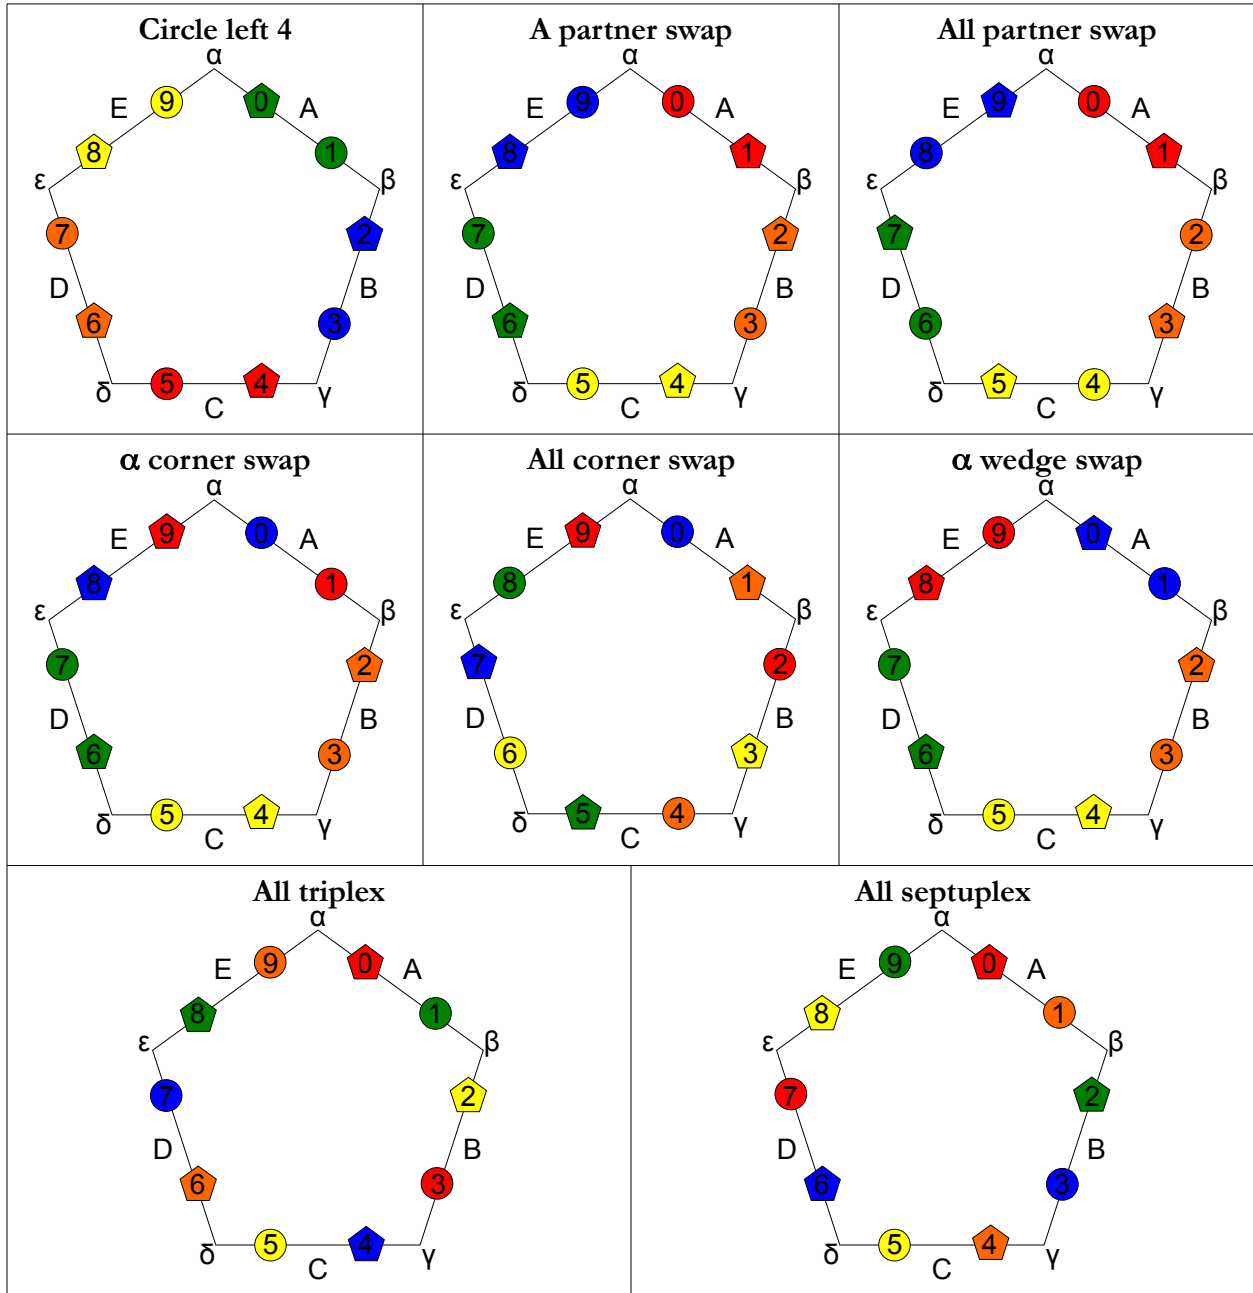 Circle left 4
α
9 0
E A
8 1
ε β
7 2
D B
6 3
5 4
δ γ
C
A partner swap
α
9 0
E A
8 1
ε β
7 2
D B
6 3
5 4
δ γ
C
All partner swap
α
9 0
E A
8 1
ε β
7 2
D B
6 3
5 4
δ γ
C
α corner swap
α
9 0
E A
8 1
ε β
7 2
D B
6 3
5 4
δ γ
C
All corner swap
α
9 0
E A
8 1
ε β
7 2
D B
6 3
5 4
δ γ
C
α wedge swap
α
9 0
E A
8 1
ε β
7 2
D B
6 3
5 4
δ γ
C
All triplex
α
9 0
E A
8 1
ε β
7 2
D B
6 3
5 4
δ γ
C
All septuplex
α
9 0
E A
8 1
ε β
7 2
D B
6 3
5 4
δ γ
C